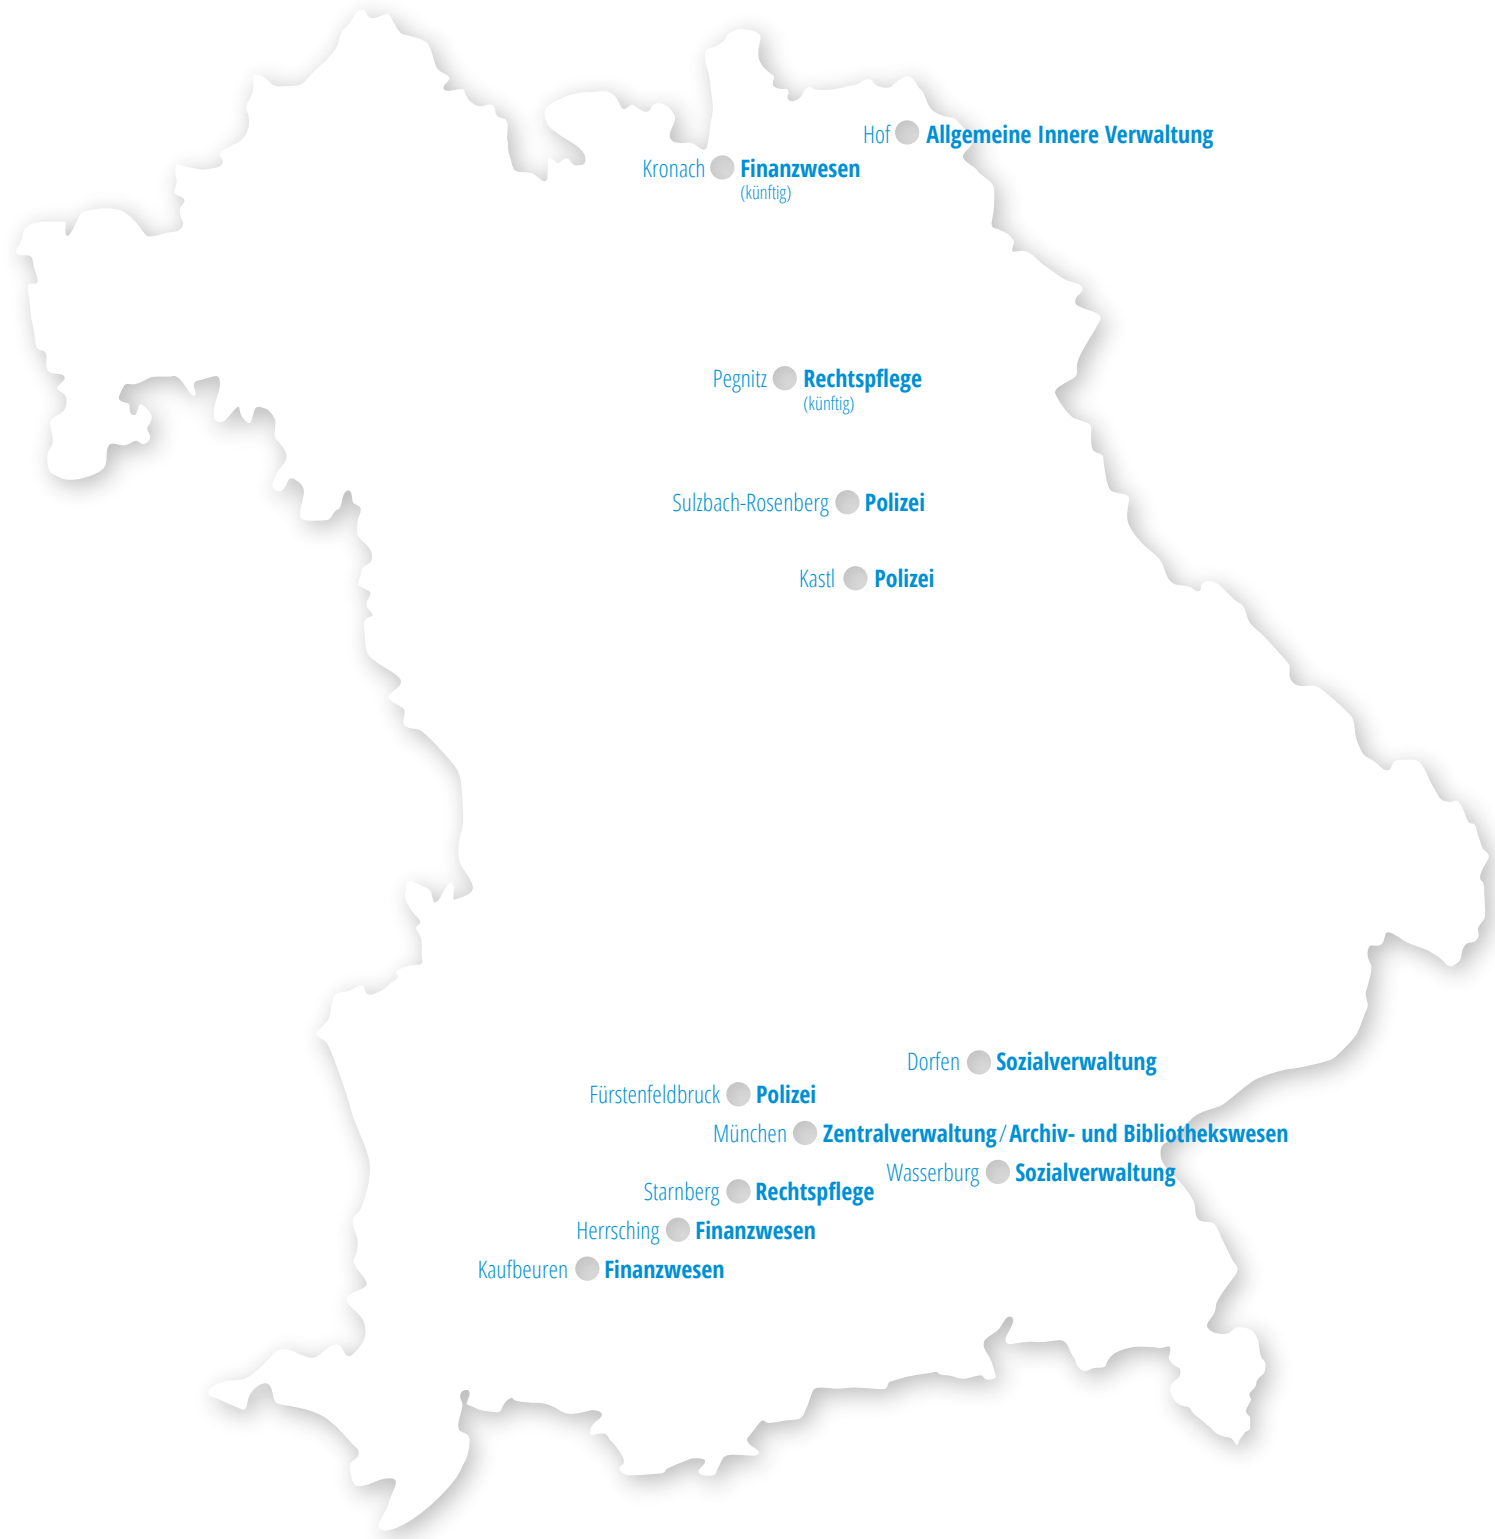 Hof Allgemeine Innere Verwaltung
Kronach Finanzwesen
(künftig)
Pegnitz Rechtspflege
(künftig)
Sulzbach-Rosenberg Polizei
Kastl Polizei
Dorfen Sozialverwaltung
Fürstenfeldbruck Polizei
München Zentralverwaltung/Archiv- und Bibliothekswesen
Wasserburg Sozialverwaltung
Starnberg Rechtspflege
Herrsching Finanzwesen
Kaufbeuren Finanzwesen